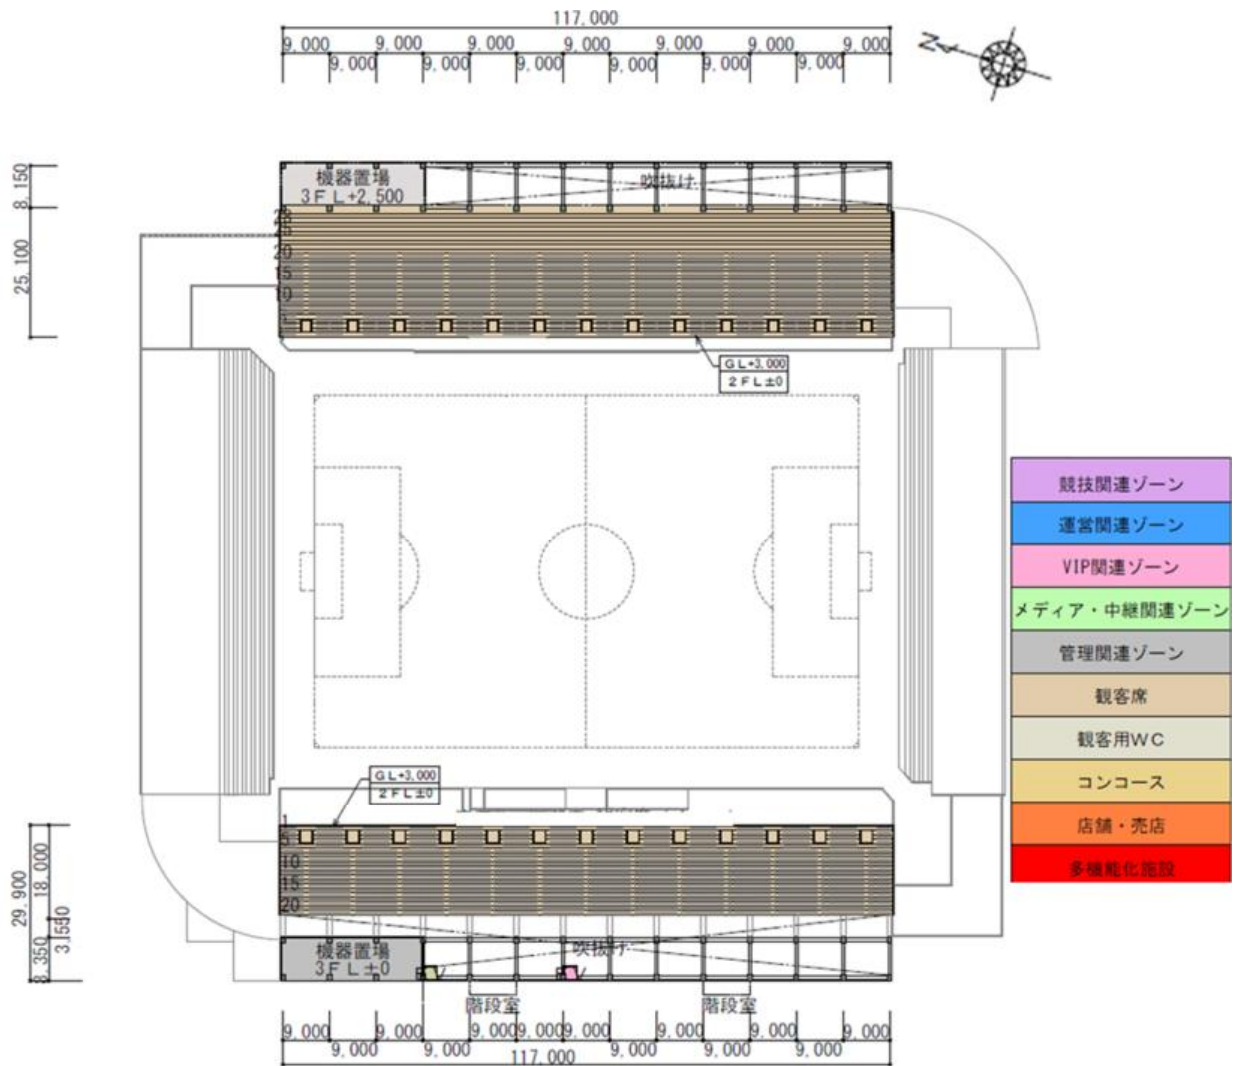 117,000
9,000 9,000 9,000 9,000 9,000 9,000 9,000
9,000 9,000 9,000 9,000 9,000 9,000
N
8,150
25,100
機器置場
3FL+2,500
吹抜け
28
25
20
15
10
GL+3,000
2FL±0
競技関連ゾーン
運営関連ゾーン
VIP関連ゾーン
メディア・中継関連ゾーン
管理関連ゾーン
観客席
観客用WC
コンコース
店舗・売店
多機能化施設
GL+3,000
2FL±0
1
5
10
15
20
29,900
18,000
3,550
8,350
機器置場
3FL±0
吹抜け
階段室
階段室
9,000 9,000 9,000 9,000 9,000 9,000 9,000
9,000 9,000 9,000 9,000 9,000
117,000